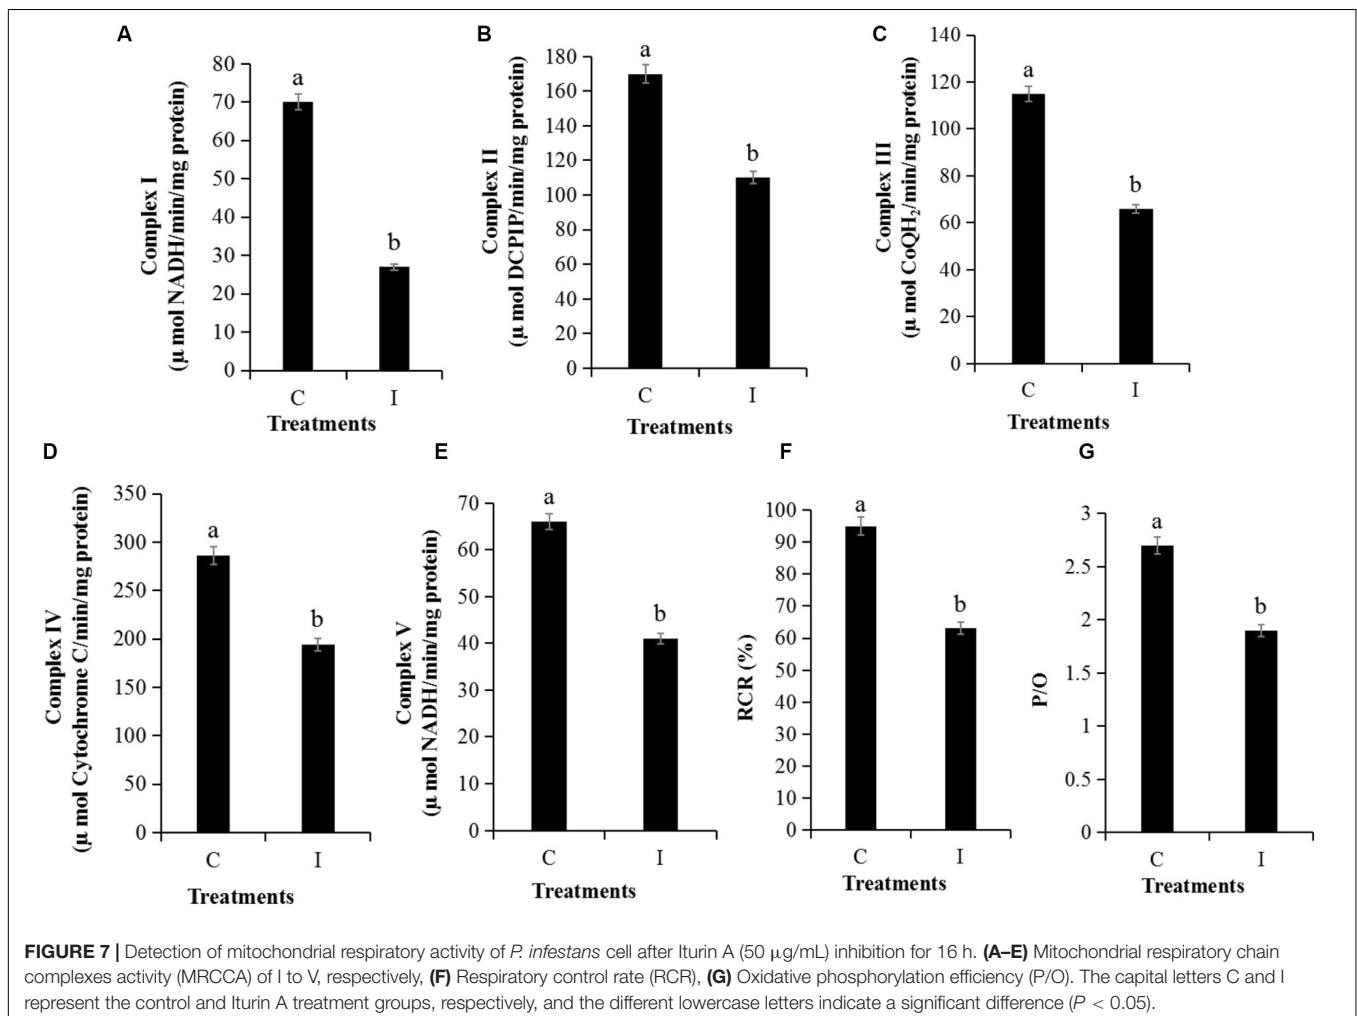 A
80
70
60
50
40
30
20
10
0
Complex I
(μ mol NADH/min/mg protein)
a
b
C I
Treatments
B
180
160
140
120
100
80
60
40
20
0
Complex II
(μ mol DCPIP/min/mg protein)
a
b
C I
Treatments
C
140
120
100
80
60
40
20
0
Complex III
(μ mol CoQH₂/min/mg protein)
a
b
C I
Treatments
D
350
300
250
200
150
100
50
0
Complex IV
(μ mol Cytochrome C/min/mg protein)
a
b
C I
Treatments
E
70
60
50
40
30
20
10
0
Complex V
(μ mol NADH/min/mg protein)
a
b
C I
Treatments
F
100
90
80
70
60
50
40
30
20
10
0
RCR (%)
a
b
C I
Treatments
G
3
2.5
2
1.5
1
0.5
0
P/O
a
b
C I
Treatments
FIGURE 7 | Detection of mitochondrial respiratory activity of P. infestans cell after Iturin A (50 μg/mL) inhibition for 16 h. (A–E) Mitochondrial respiratory chain
complexes activity (MRCCA) of I to V, respectively, (F) Respiratory control rate (RCR), (G) Oxidative phosphorylation efficiency (P/O). The capital letters C and I
represent the control and Iturin A treatment groups, respectively, and the different lowercase letters indicate a significant difference (P < 0.05).